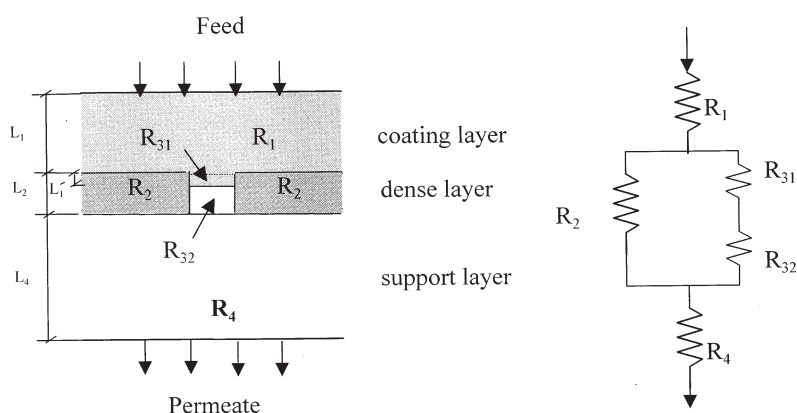 Feed
L₁
R₃₁
R₁
coating layer
L₂
L₁'
R₂
R₂
dense layer
R₃₂
L₄
support layer
R₄
Permeate
R₁
R₂
R₃₁
R₃₂
R₄